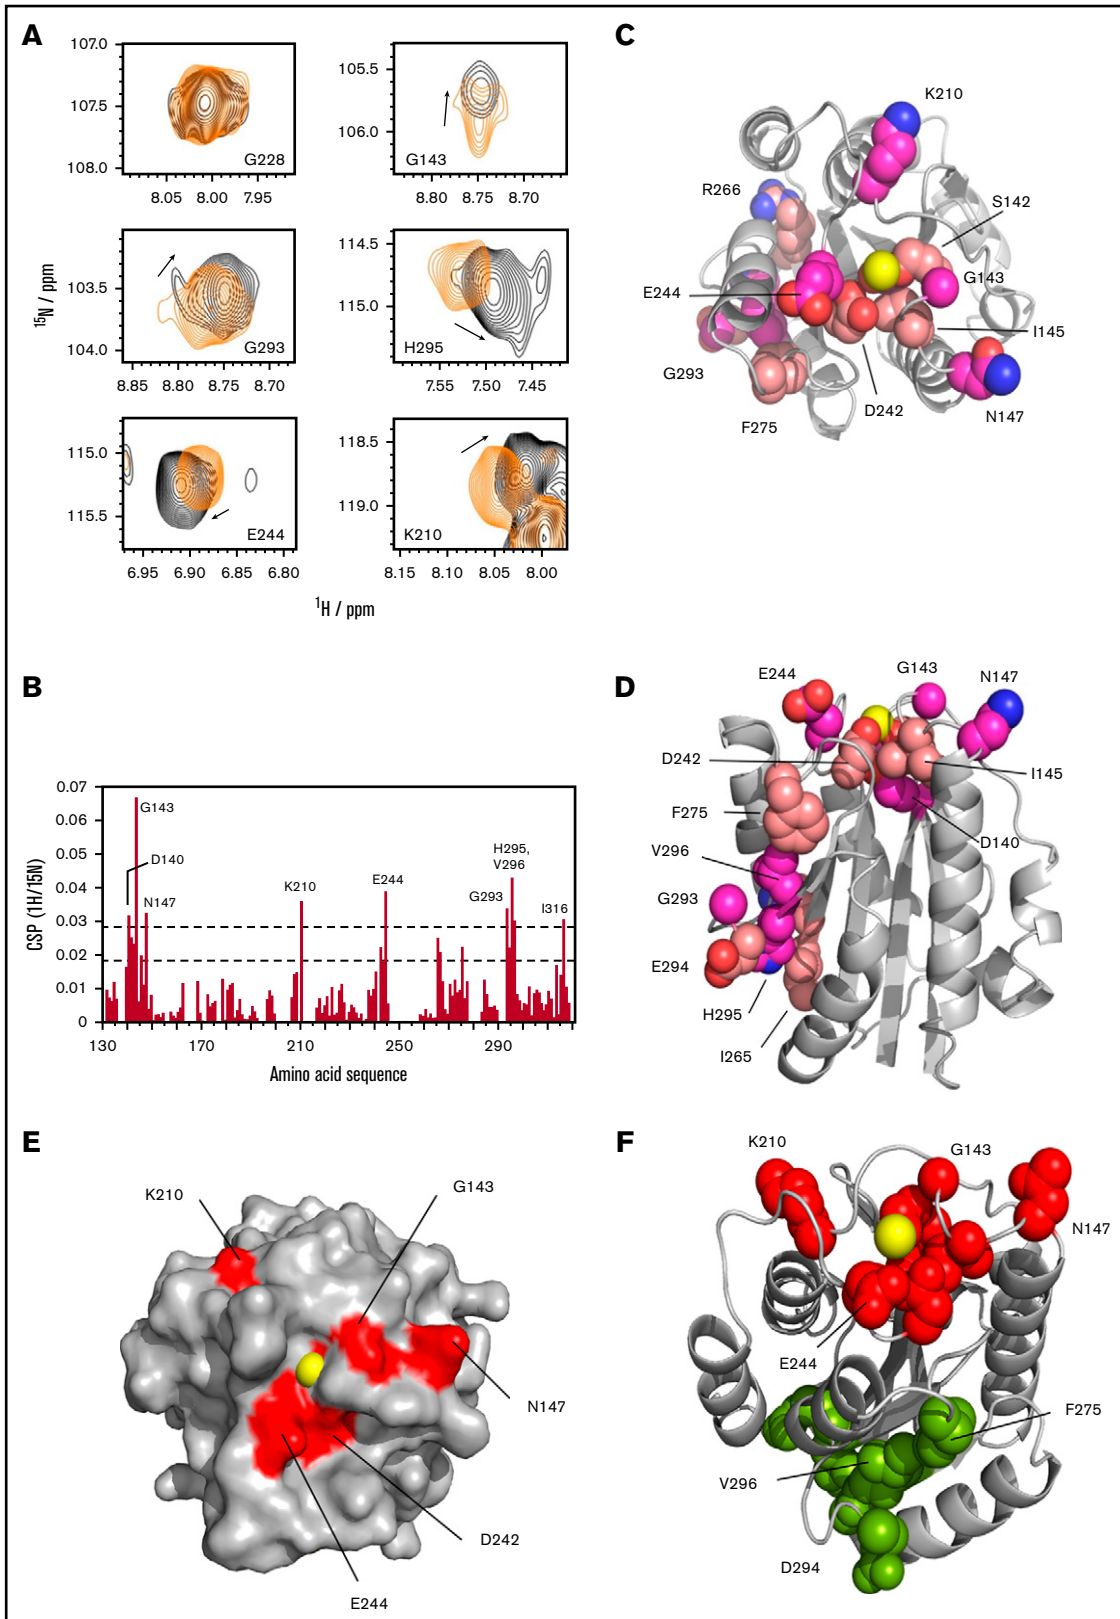 A
107.0
107.5
108.0
G228
8.05 8.00 7.95
105.5
106.0
G143
8.80 8.75 8.70
15N / ppm
103.5
104.0
G293
8.85 8.80 8.75 8.70
114.5
115.0
H295
7.55 7.50 7.45
115.0
115.5
E244
6.95 6.90 6.85 6.80
118.5
119.0
K210
8.15 8.10 8.05 8.00
1H / ppm
C
K210
R266
S142
E244
G143
I145
G293
D242
N147
F275
B
0.07
0.06
0.05
0.04
0.03
0.02
0.01
0
CSP (1H/15N)
G143
D140
N147
K210
E244
H295,
V296
G293
I316
130 170 210 250 290
Amino acid sequence
D
E244
G143
N147
D242
I145
F275
D140
V296
G293
E294
H295
I265
E
K210
G143
N147
D242
E244
F
K210
G143
N147
E244
F275
V296
D294